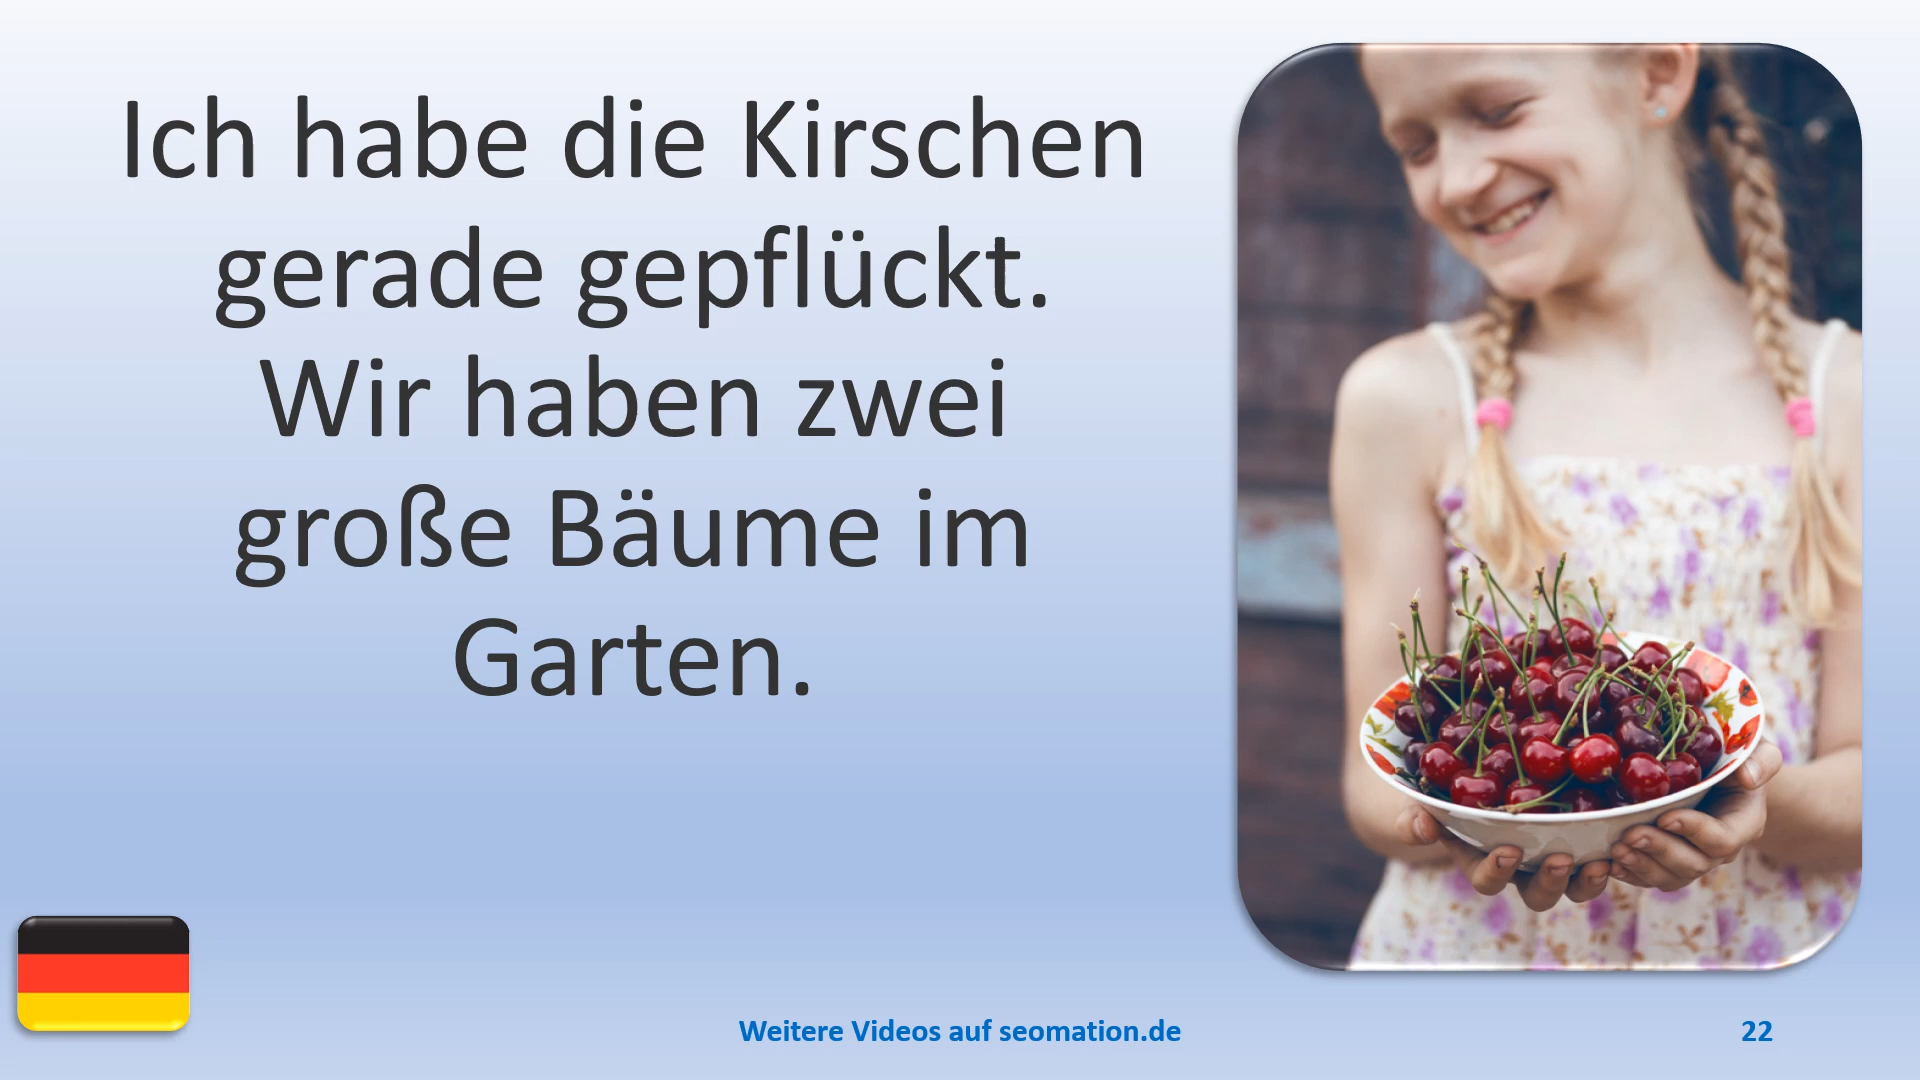 Ich habe die Kirschen
gerade gepflückt.
Wir haben zwei
große Bäume im
Garten.
Weitere Videos auf seomation.de
22